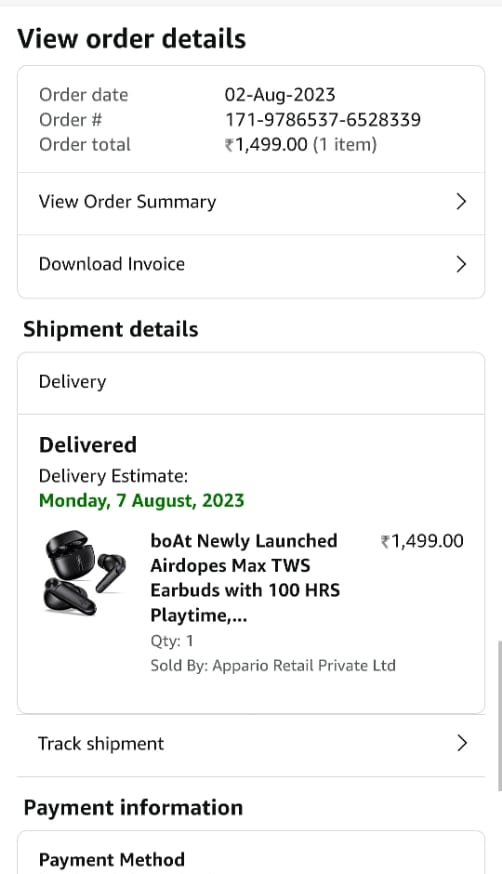 View order details
Order date 02-Aug-2023
Order # 171-9786537-6528339
Order total ₹1,499.00 (1 item)
View Order Summary
Download Invoice
Shipment details
Delivery
Delivered
Delivery Estimate:
Monday, 7 August, 2023
boAt Newly Launched ₹1,499.00
Airdopes Max TWS
Earbuds with 100 HRS
Playtime,...
Qty: 1
Sold By: Appario Retail Private Ltd
Track shipment
Payment information
Payment Method